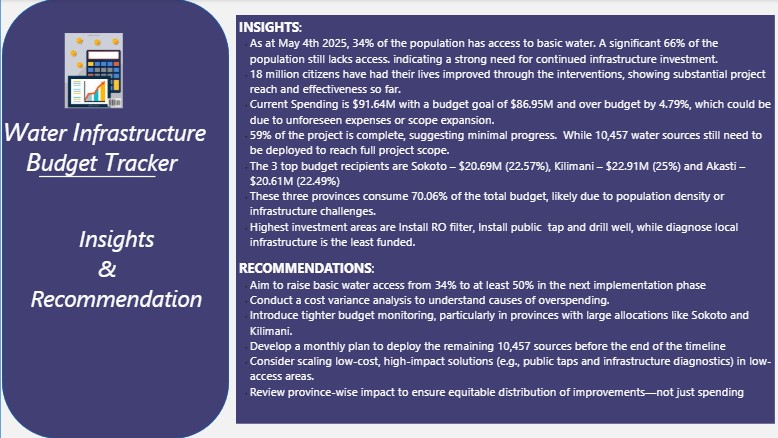 Water Infrastructure
Budget Tracker
Insights
&
Recommendation
INSIGHTS:
As at May 4th 2025, 34% of the population has access to basic water. A significant 66% of the
population still lacks access. indicating a strong need for continued infrastructure investment.
18 million citizens have had their lives improved through the interventions, showing substantial project
reach and effectiveness so far.
Current Spending is $91.64M with a budget goal of $86.95M and over budget by 4.79%, which could be
due to unforeseen expenses or scope expansion.
59% of the project is complete, suggesting minimal progress.  While 10,457 water sources still need to
be deployed to reach full project scope.
The 3 top budget recipients are Sokoto – $20.69M (22.57%), Kilimani – $22.91M (25%) and Akasti –
$20.61M (22.49%)
These three provinces consume 70.06% of the total budget, likely due to population density or
infrastructure challenges.
Highest investment areas are Install RO filter, Install public  tap and drill well, while diagnose local
infrastructure is the least funded.
RECOMMENDATIONS:
Aim to raise basic water access from 34% to at least 50% in the next implementation phase
Conduct a cost variance analysis to understand causes of overspending.
Introduce tighter budget monitoring, particularly in provinces with large allocations like Sokoto and
Kilimani.
Develop a monthly plan to deploy the remaining 10,457 sources before the end of the timeline
Consider scaling low-cost, high-impact solutions (e.g., public taps and infrastructure diagnostics) in low-
access areas.
Review province-wise impact to ensure equitable distribution of improvements—not just spending